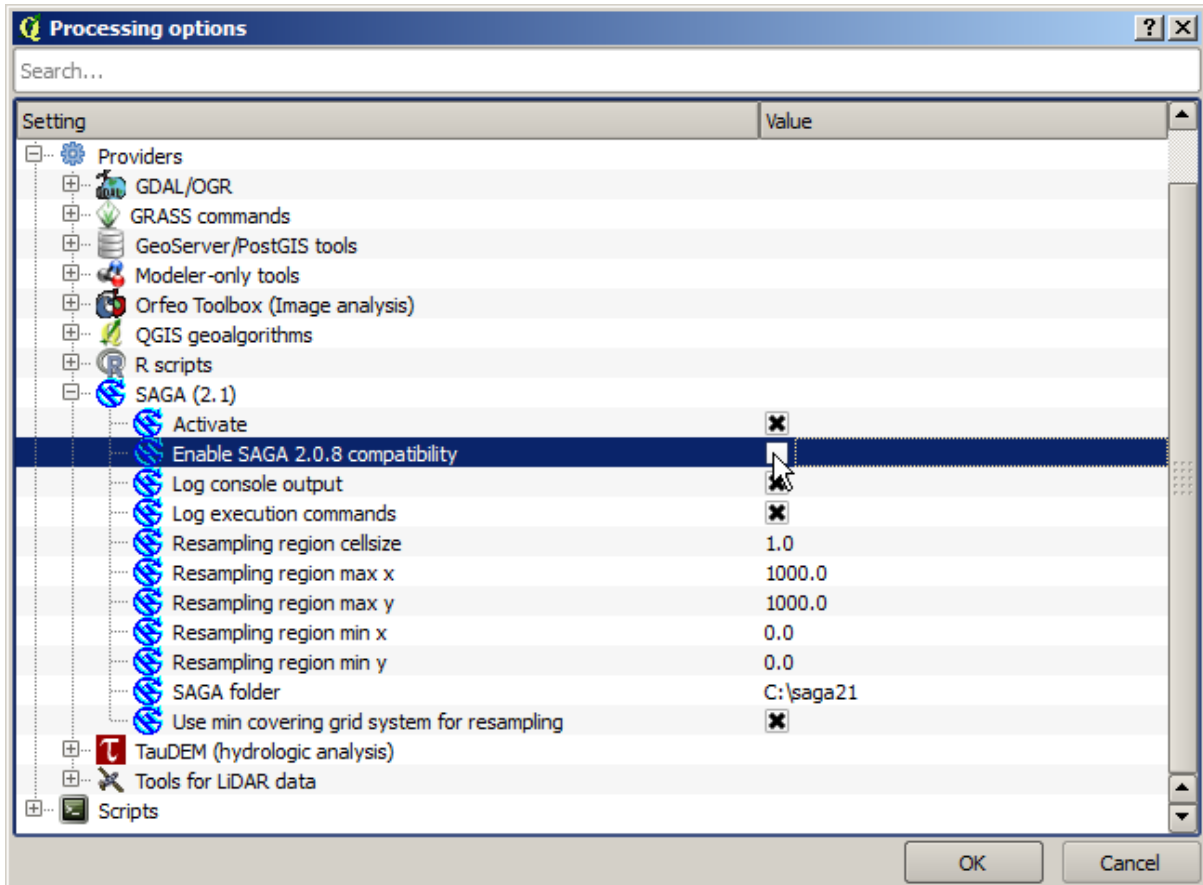 Processing options
Search...
Setting Value
Providers
GDAL/OGR
GRASS commands
GeoServer/PostGIS tools
Modeler-only tools
Orfeo Toolbox (Image analysis)
QGIS geoalgorithms
R scripts
SAGA (2.1)
Activate
Enable SAGA 2.0.8 compatibility
Log console output
Log execution commands
Resampling region cellsize 1.0
Resampling region max x 1000.0
Resampling region max y 1000.0
Resampling region min x 0.0
Resampling region min y 0.0
SAGA folder C:\saga21
Use min covering grid system for resampling
TauDEM (hydrologic analysis)
Tools for LiDAR data
Scripts
OK Cancel